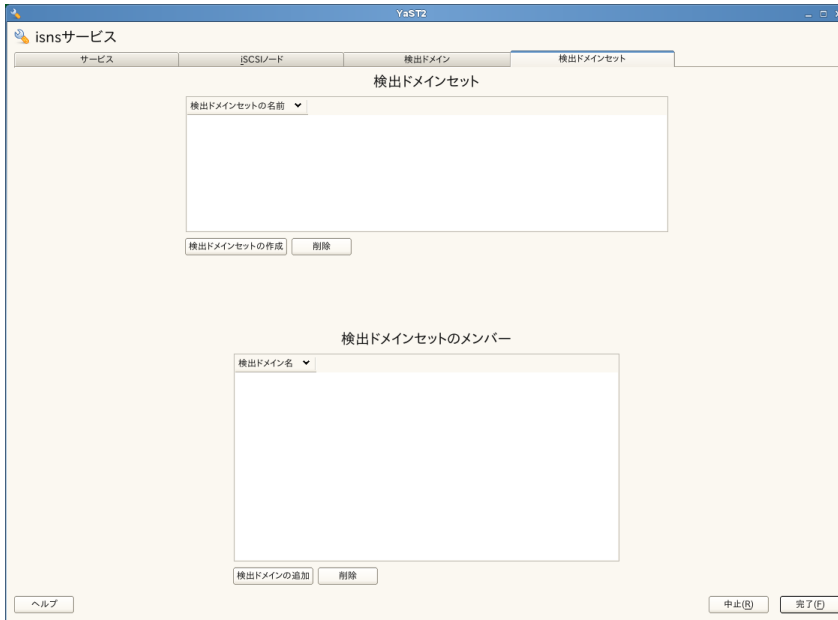 YaST2
isnsサービス
サービス
iSCSIノード
検出ドメイン
検出ドメインセット
検出ドメインセット
検出ドメインセットの名前
検出ドメインセットの作成
削除
検出ドメインセットのメンバー
検出ドメイン名
検出ドメインの追加
削除
ヘルプ
中止(R)
完了(F)